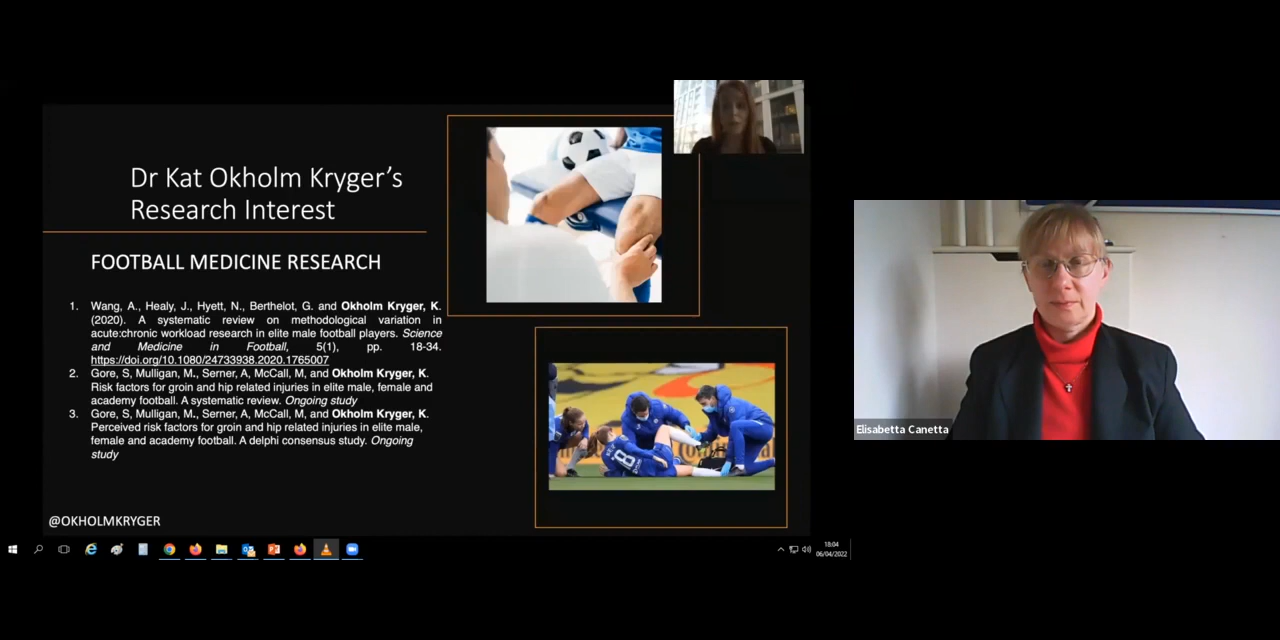 Dr Kat Okholm Kryger's
Research Interest
FOOTBALL MEDICINE RESEARCH
1. Wang, A., Healy, J., Hyett, N., Berthelot, G. and Okholm Kryger, K.
(2020). A systematic review on methodological variation in
acute:chronic workload research in elite male football players. Science
and Medicine in Football, 5(1), pp. 18-34.
https://doi.org/10.1080/24733938.2020.1765007
2. Gore, S, Mulligan, M., Serner, A, McCall, M, and Okholm Kryger, K.
Risk factors for groin and hip related injuries in elite male, female and
academy football. A systematic review. Ongoing study
3. Gore, S, Mulligan, M., Serner, A, McCall, M, and Okholm Kryger, K.
Perceived risk factors for groin and hip related injuries in elite male,
female and academy football. A delphi consensus study. Ongoing
study
@OKHOLMKRYGER
8
Elisabetta Canetta
18:04
06/04/2022